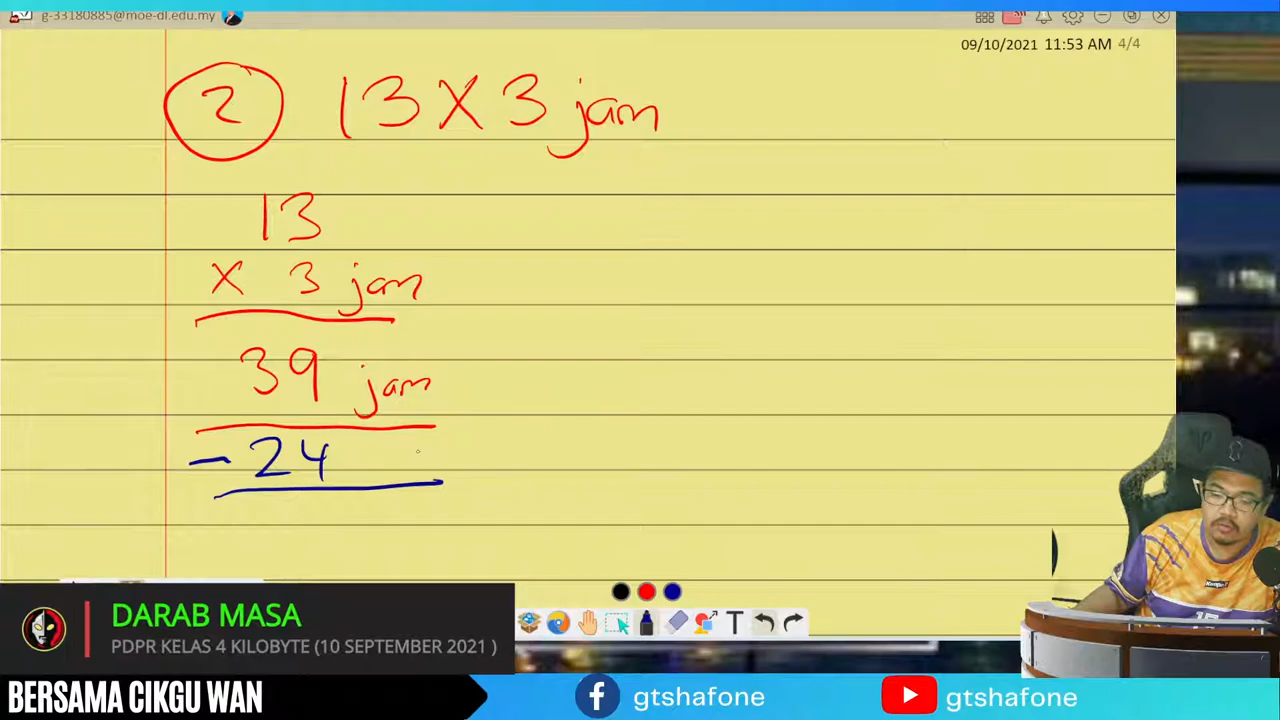 g-33180885@moe-dl.edu.my
09/10/2021 11:53 AM 4/4
2 13 X 3 jam
13
X 3 jam
39 jam
- 24
DARAB MASA
PDPR KELAS 4 KILOBYTE (10 SEPTEMBER 2021 )
T
BERSAMA CIKGU WAN
gtshafone
gtshafone